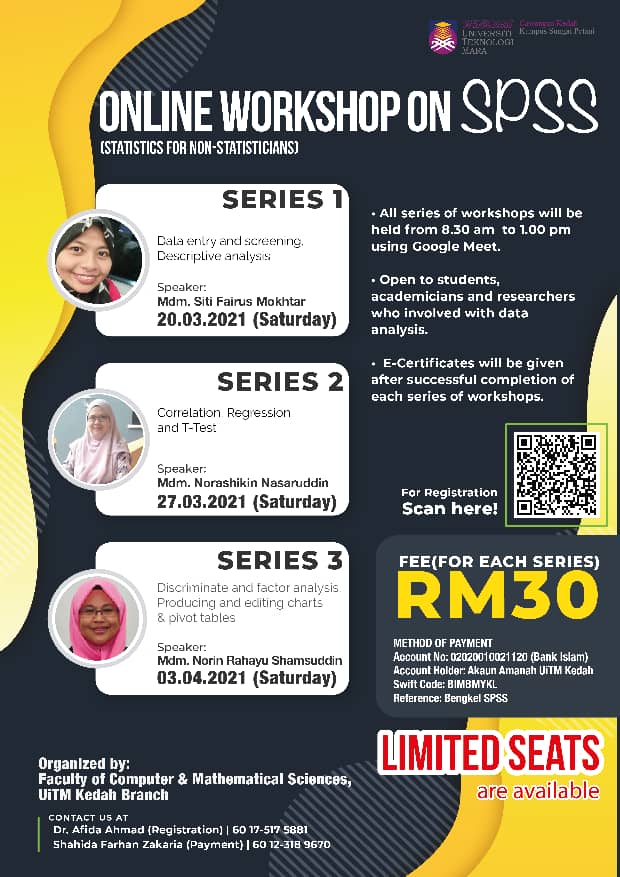 UNIVERSITI
TEKNOLOGI
MARA
Cawangan Kedah
Kampus Sungai Petani
ONLINE WORKSHOP ON SPSS
(STATISTICS FOR NON-STATISTICIANS)
SERIES 1
Data entry and screening,
Descriptive analysis
Speaker:
Mdm. Siti Fairus Mokhtar
20.03.2021 (Saturday)
SERIES 2
Correlation, Regression
and T-Test
Speaker:
Mdm. Norashikin Nasaruddin
27.03.2021 (Saturday)
SERIES 3
Discriminate and factor analysis,
Producing and editing charts
& pivot tables
Speaker:
Mdm. Norin Rahayu Shamsuddin
03.04.2021 (Saturday)
• All series of workshops will be
held from 8.30 am to 1.00 pm
using Google Meet.
• Open to students,
academicians and researchers
who involved with data
analysis.
• E-Certificates will be given
after successful completion of
each series of workshops.
For Registration
Scan here!
FEE(FOR EACH SERIES)
RM30
METHOD OF PAYMENT
Account No: 02020010021120 (Bank Islam)
Account Holder: Akaun Amanah UiTM Kedah
Swift Code: BIMBMYKL
Reference: Bengkel SPSS
LIMITED SEATS
are available
Organized by:
Faculty of Computer & Mathematical Sciences,
UiTM Kedah Branch
CONTACT US AT
Dr. Afida Ahmad (Registration) | 60 17-517 5881
Shahida Farhan Zakaria (Payment) | 60 12-318 9670